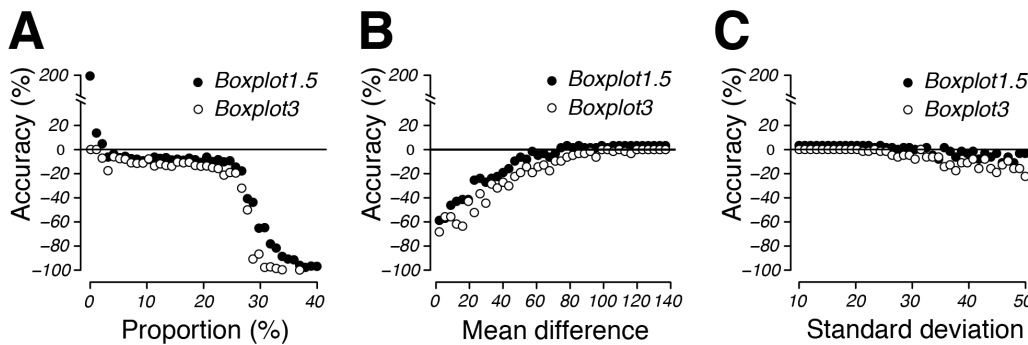 A
Accuracy (%)
200
20
0
−20
−40
−60
−80
−100
Boxplot1.5
Boxplot3
0 10 20 30 40
Proportion (%)
B
Accuracy (%)
200
20
0
−20
−40
−60
−80
−100
Boxplot1.5
Boxplot3
0 20 40 60 80 100 120 140
Mean difference
C
Accuracy (%)
200
20
0
−20
−40
−60
−80
−100
Boxplot1.5
Boxplot3
10 20 30 40 50
Standard deviation